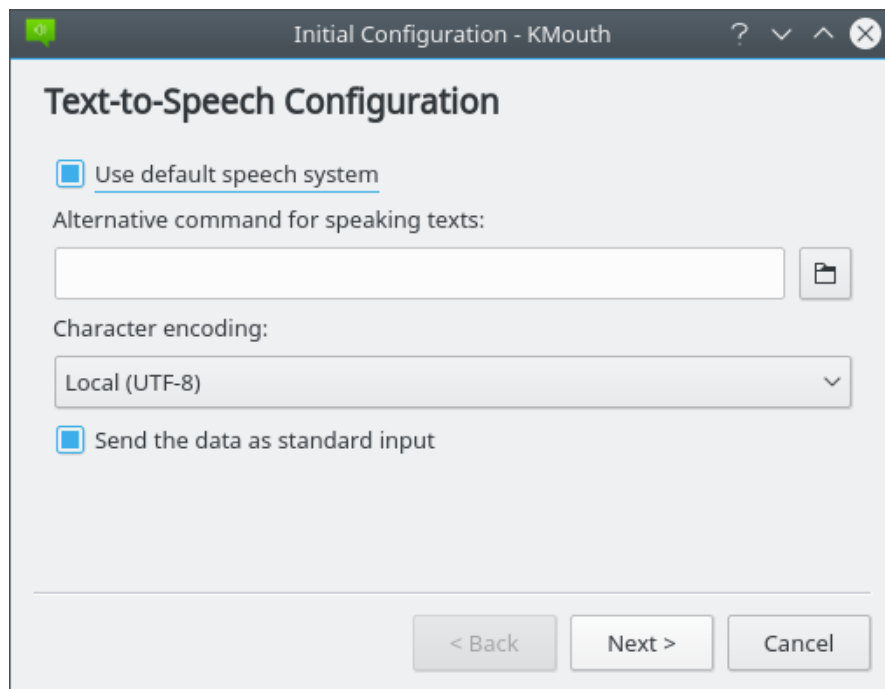 Initial Configuration - KMouth
Text-to-Speech Configuration
Use default speech system
Alternative command for speaking texts:
Character encoding:
Local (UTF-8)
Send the data as standard input
< Back Next > Cancel